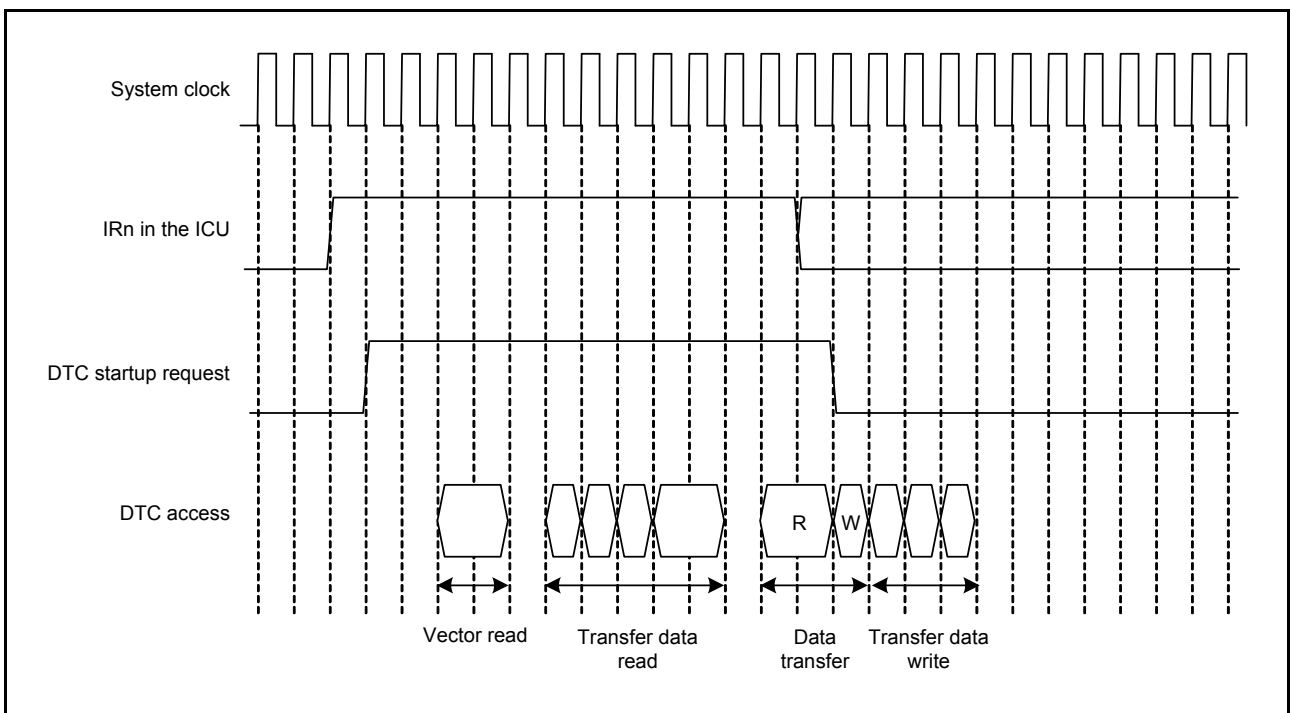 System clock
IRn in the ICU
DTC startup request
DTC access
R
W
Vector read
Transfer data
read
Data
transfer
Transfer data
write